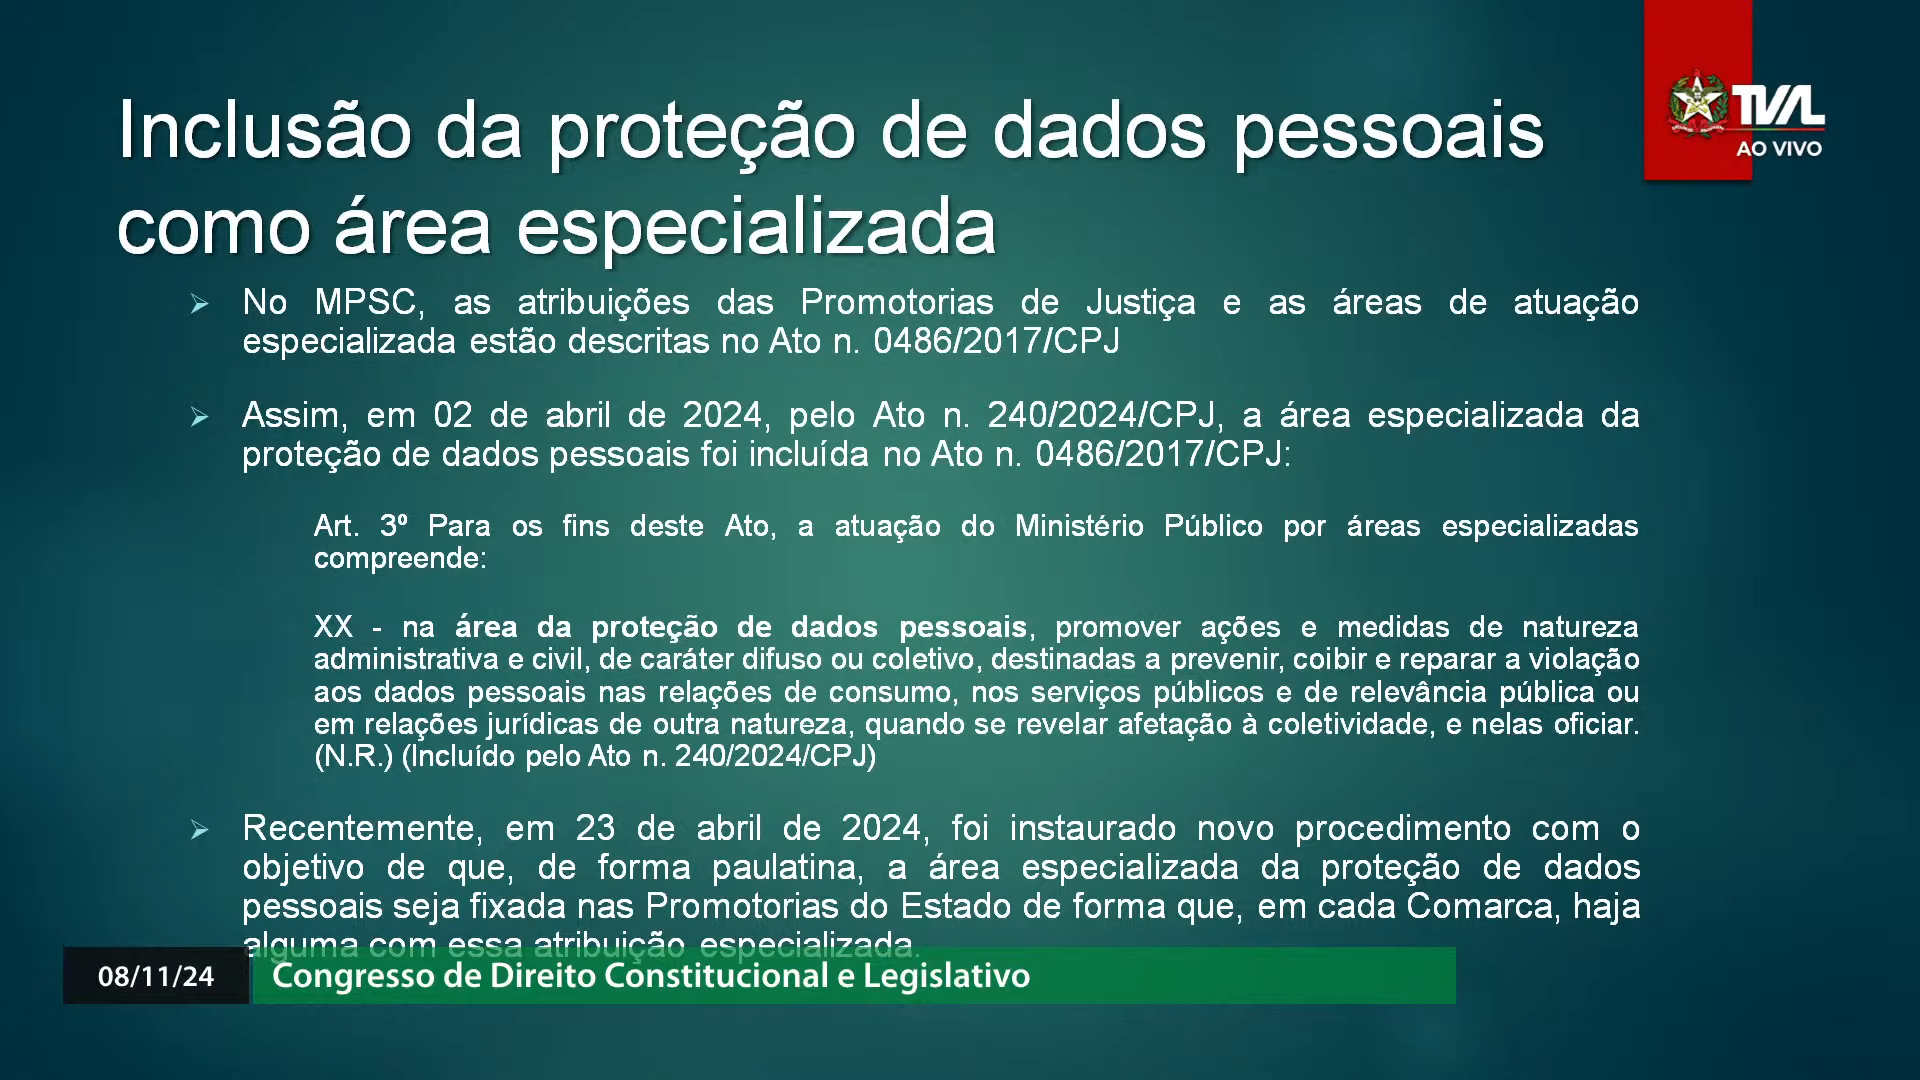 Inclusão da proteção de dados pessoais
como área especializada
TVAL
AO VIVO
No MPSC, as atribuições das Promotorias de Justiça e as áreas de atuação
especializada estão descritas no Ato n. 0486/2017/CPJ
Assim, em 02 de abril de 2024, pelo Ato n. 240/2024/CPJ, a área especializada da
proteção de dados pessoais foi incluída no Ato n. 0486/2017/CPJ:
Art. 3º Para os fins deste Ato, a atuação do Ministério Público por áreas especializadas
compreende:
XX - na área da proteção de dados pessoais, promover ações e medidas de natureza
administrativa e civil, de caráter difuso ou coletivo, destinadas a prevenir, coibir e reparar a violação
aos dados pessoais nas relações de consumo, nos serviços públicos e de relevância pública ou
em relações jurídicas de outra natureza, quando se revelar afetação à coletividade, e nelas oficiar.
(N.R.) (Incluído pelo Ato n. 240/2024/CPJ)
Recentemente, em 23 de abril de 2024, foi instaurado novo procedimento com o
objetivo de que, de forma paulatina, a área especializada da proteção de dados
pessoais seja fixada nas Promotorias do Estado de forma que, em cada Comarca, haja
alguma com essa atribuição especializada.
08/11/24
Congresso de Direito Constitucional e Legislativo